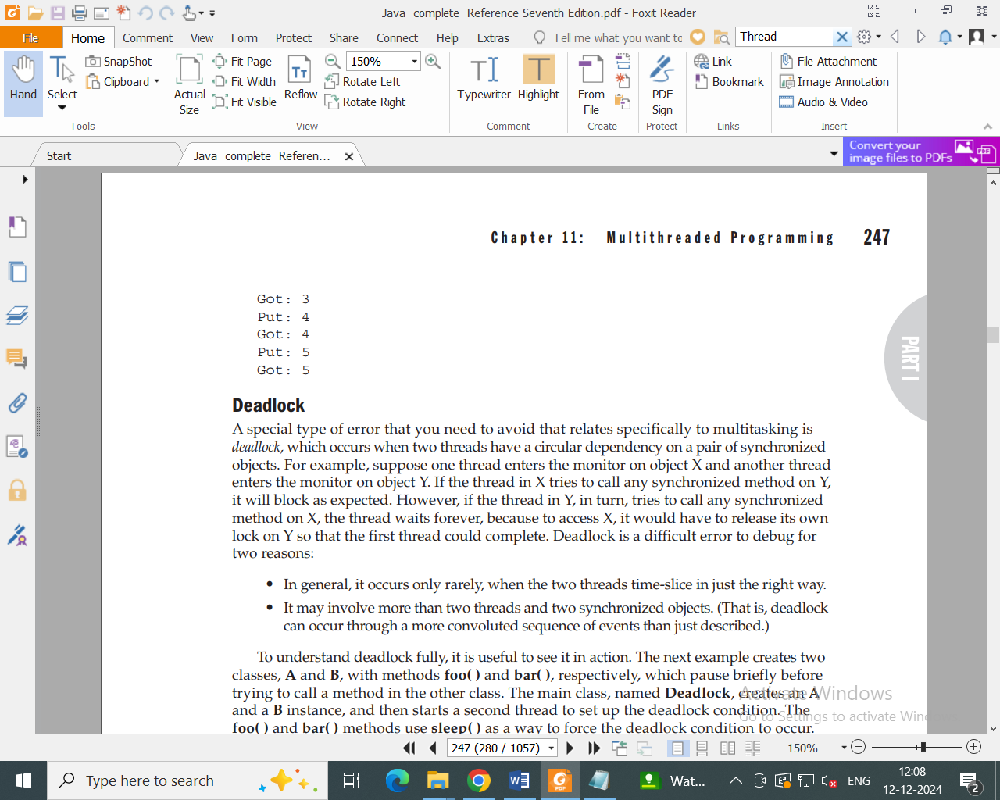 Java complete Reference Seventh Edition.pdf - Foxit Reader
File Home Comment View Form Protect Share Connect Help Extras Tell me what you want to Thread
Hand
Select
Tools
SnapShot
Clipboard
Actual Size
Fit Page
Fit Width
Fit Visible
Reflow
150%
Rotate Left
Rotate Right
View
Typewriter
Highlight
Comment
From File
Create
PDF Sign
Protect
Link
Bookmark
Links
File Attachment
Image Annotation
Audio & Video
Insert
Start
Java complete Referen...
Convert your
image files to PDFs
Chapter 11: Multithreaded Programming 247
PART I
Got: 3
Put: 4
Got: 4
Put: 5
Got: 5
Deadlock
A special type of error that you need to avoid that relates specifically to multitasking is
deadlock, which occurs when two threads have a circular dependency on a pair of synchronized
objects. For example, suppose one thread enters the monitor on object X and another thread
enters the monitor on object Y. If the thread in X tries to call any synchronized method on Y,
it will block as expected. However, if the thread in Y, in turn, tries to call any synchronized
method on X, the thread waits forever, because to access X, it would have to release its own
lock on Y so that the first thread could complete. Deadlock is a difficult error to debug for
two reasons:
• In general, it occurs only rarely, when the two threads time-slice in just the right way.
• It may involve more than two threads and two synchronized objects. (That is, deadlock
can occur through a more convoluted sequence of events than just described.)
To understand deadlock fully, it is useful to see it in action. The next example creates two
classes, A and B, with methods foo( ) and bar( ), respectively, which pause briefly before
trying to call a method in the other class. The main class, named Deadlock, creates an A
and a B instance, and then starts a second thread to set up the deadlock condition. The
foo( ) and bar( ) methods use sleep( ) as a way to force the deadlock condition to occur.
Activate Windows
Go to Settings to activate
247 (280 / 1057)
150%
Type here to search
Wat...
ENG
12:08
12-12-2024
2